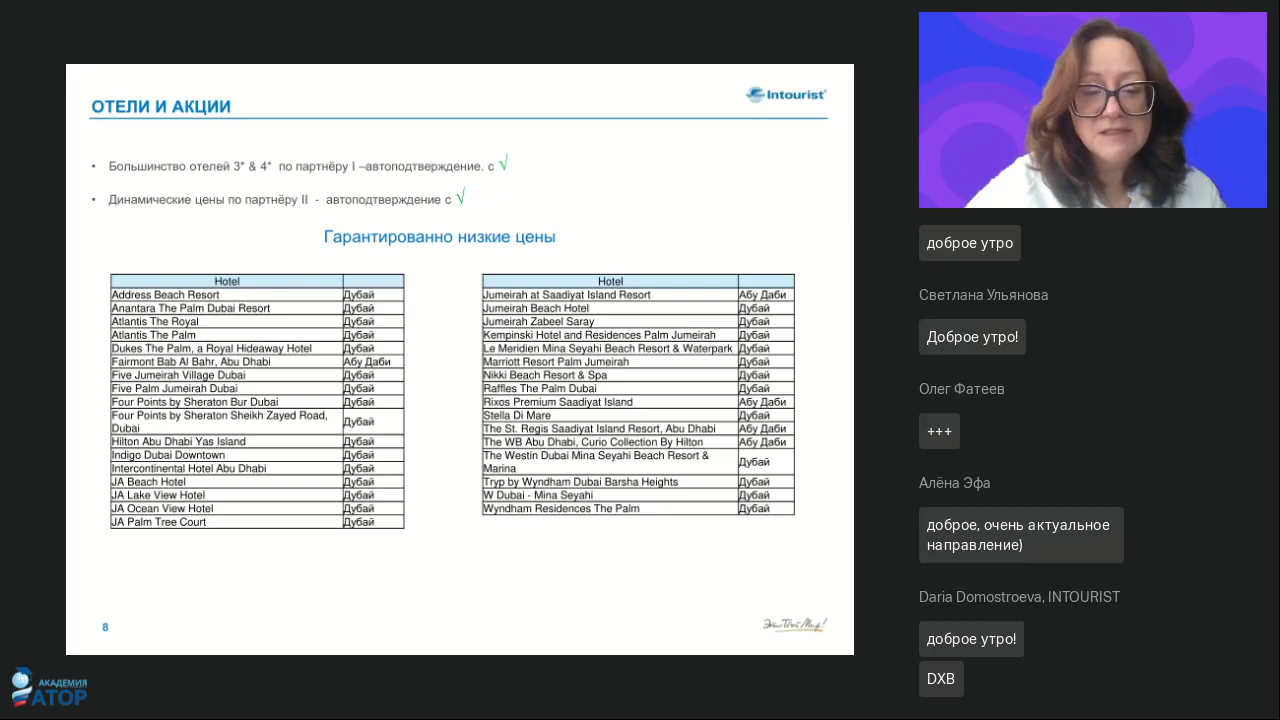 ОТЕЛИ И АКЦИИ
Intourist
• Большинство отелей 3* & 4* по партнёру I –автоподтверждение. с √
• Динамические цены по партнёру II - автоподтверждение с √
Гарантированно низкие цены
Hotel
Address Beach Resort Дубай
Anantara The Palm Dubai Resort Дубай
Atlantis The Royal Дубай
Atlantis The Palm Дубай
Dukes The Palm, a Royal Hideaway Hotel Дубай
Fairmont Bab Al Bahr, Abu Dhabi Абу Даби
Five Jumeirah Village Dubai Дубай
Five Palm Jumeirah Dubai Дубай
Four Points by Sheraton Bur Dubai Дубай
Four Points by Sheraton Sheikh Zayed Road,
Dubai Дубай
Hilton Abu Dhabi Yas Island Дубай
Indigo Dubai Downtown Дубай
Intercontinental Hotel Abu Dhabi Дубай
JA Beach Hotel Дубай
JA Lake View Hotel Дубай
JA Ocean View Hotel Дубай
JA Palm Tree Court Дубай
Hotel
Jumeirah at Saadiyat Island Resort Абу Даби
Jumeirah Beach Hotel Дубай
Jumeirah Zabeel Saray Дубай
Kempinski Hotel and Residences Palm Jumeirah Дубай
Le Meridien Mina Seyahi Beach Resort & Waterpark Дубай
Marriott Resort Palm Jumeirah Дубай
Nikki Beach Resort & Spa Дубай
Raffles The Palm Dubai Дубай
Rixos Premium Saadiyat Island Абу Даби
Stella Di Mare Дубай
The St. Regis Saadiyat Island Resort, Abu Dhabi Абу Даби
The WB Abu Dhabi, Curio Collection By Hilton Абу Даби
The Westin Dubai Mina Seyahi Beach Resort &
Marina Дубай
Tryp by Wyndham Dubai Barsha Heights Дубай
W Dubai - Mina Seyahi Дубай
Wyndham Residences The Palm Дубай
8
Это Твой Мир!
АКАДЕМИЯ
АТОР
доброе утро
Светлана Ульянова
Доброе утро!
Олег Фатеев
+++
Алёна Эфа
доброе, очень актуальное
направление)
Daria Domostroeva, INTOURIST
доброе утро!
DXB